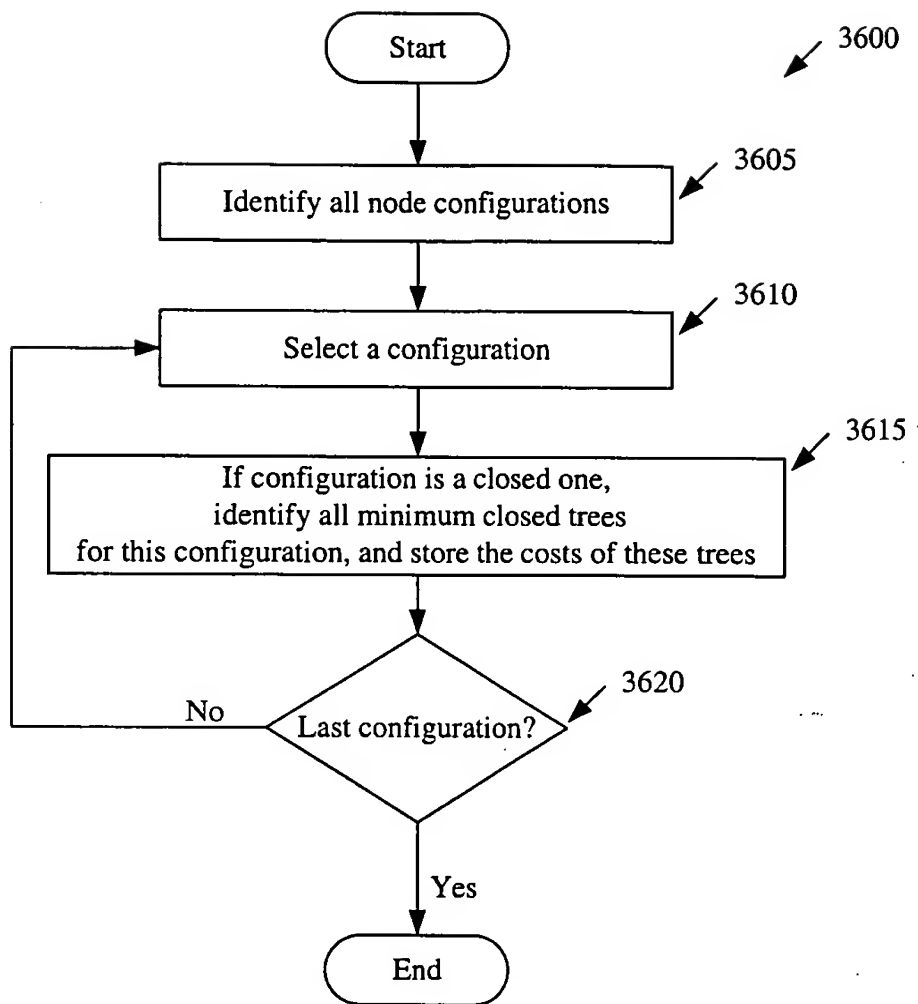 Start
3600
3605
Identify all node configurations
3610
Select a configuration
3615
If configuration is a closed one,
identify all minimum closed trees
for this configuration, and store the costs of these trees
3620
No
Last configuration?
Yes
End